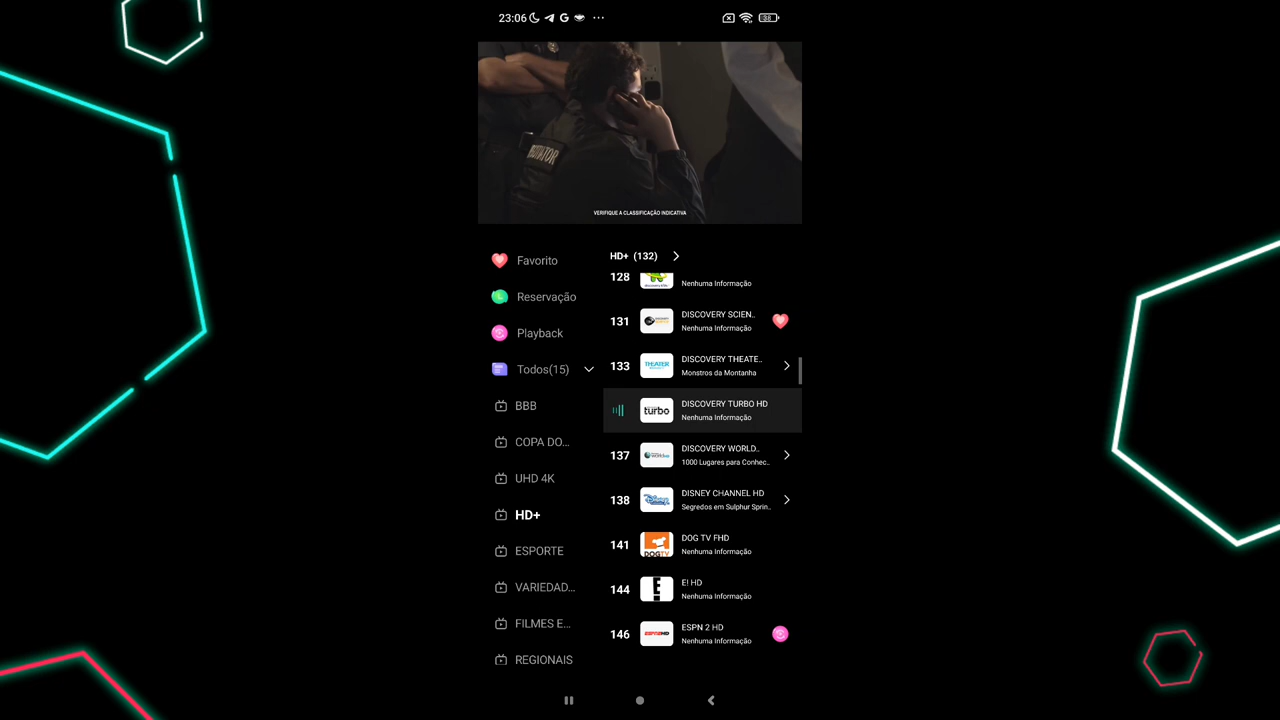 23:06
VERIFIQUE A CLASSIFICAÇÃO INDICATIVA
Favorito
Reservação
Playback
Todos(15)
BBB
COPA DO...
UHD 4K
HD+
ESPORTE
VARIEDAD...
FILMES E...
REGIONAIS
HD+ (132)
128
Nenhuma Informação
131
DISCOVERY SCIEN..
Nenhuma Informação
133
THEATER
DISCOVERY THEATE..
Monstros da Montanha
turbo
DISCOVERY TURBO HD
Nenhuma Informação
137
DISCOVERY WORLD..
1000 Lugares para Conhec..
138
DISNEY CHANNEL HD
Segredos em Sulphur Sprin..
141
DOGTV
DOG TV FHD
Nenhuma Informação
144
E!
E! HD
Nenhuma Informação
146
ESPN 2 HD
Nenhuma Informação